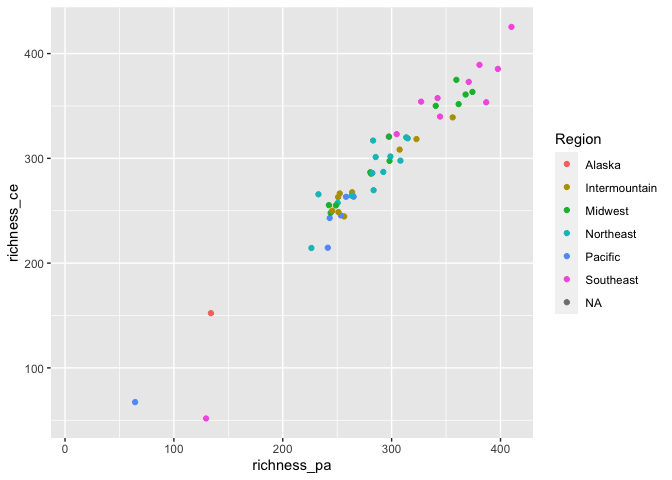 400
300
200
100
richness_ce
0
100
200
300
400
richness_pa
Region
Alaska
Intermountain
Midwest
Northeast
Pacific
Southeast
NA